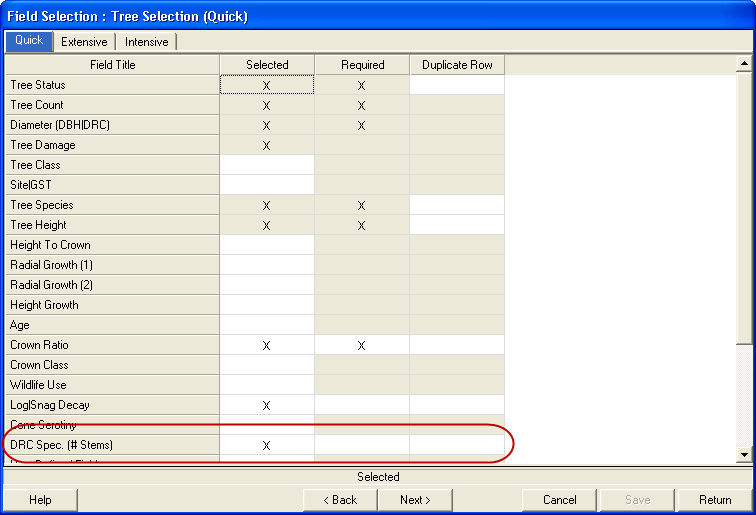 Field Selection : Tree Selection (Quick)
Quick Extensive Intensive
Field Title Selected Required Duplicate Row
Tree Status X X
Tree Count X X
Diameter (DBH|DRC) X X
Tree Damage X
Tree Class
Site|GST
Tree Species X X
Tree Height X X
Height To Crown
Radial Growth (1)
Radial Growth (2)
Height Growth
Age
Crown Ratio X X
Crown Class
Wildlife Use
Log|Snag Decay X
Cone Serotiny
DRC Spec. (# Stems) X
Selected
Help < Back Next > Cancel Save Return